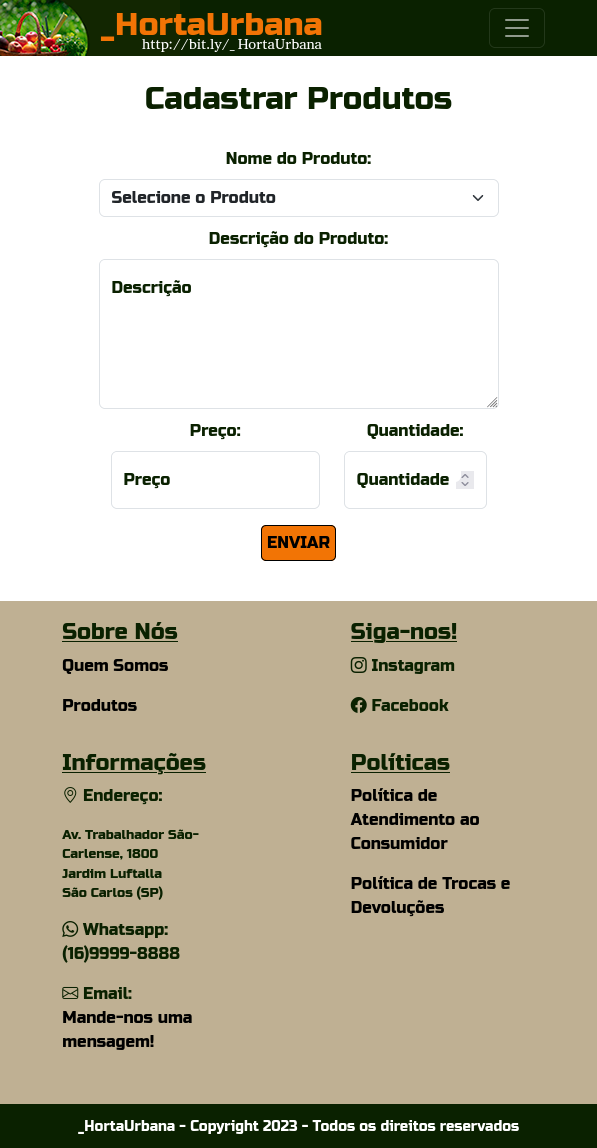 _HortaUrbana
http://bit.ly/_HortaUrbana
Cadastrar Produtos
Nome do Produto:
Selecione o Produto
Descrição do Produto:
Descrição
Preço:
Quantidade:
Preço
Quantidade
ENVIAR
Sobre Nós
Quem Somos
Produtos
Siga-nos!
Instagram
Facebook
Informações
Endereço:
Av. Trabalhador São-
Carlense, 1800
Jardim Luftalla
São Carlos (SP)
Whatsapp:
(16)9999-8888
Email:
Mande-nos uma
mensagem!
Políticas
Política de
Atendimento ao
Consumidor
Política de Trocas e
Devoluções
_HortaUrbana - Copyright 2023 - Todos os direitos reservados